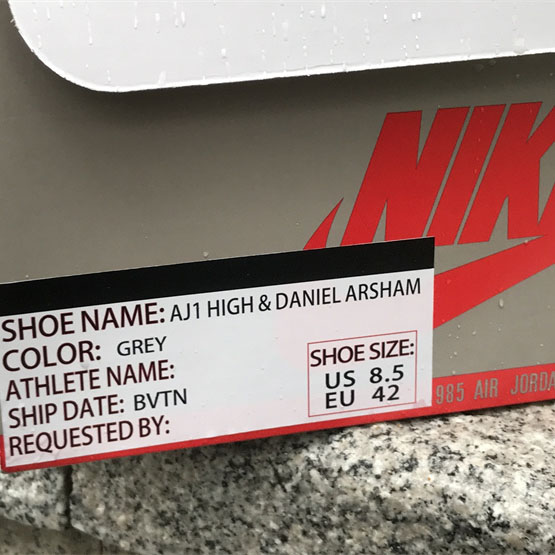 NIK
SHOE NAME: AJ1 HIGH & DANIEL ARSHAM
COLOR: GREY
ATHLETE NAME:
SHIP DATE: BVTN
REQUESTED BY:
SHOE SIZE:
US 8.5
EU 42
985 AIR JORDA